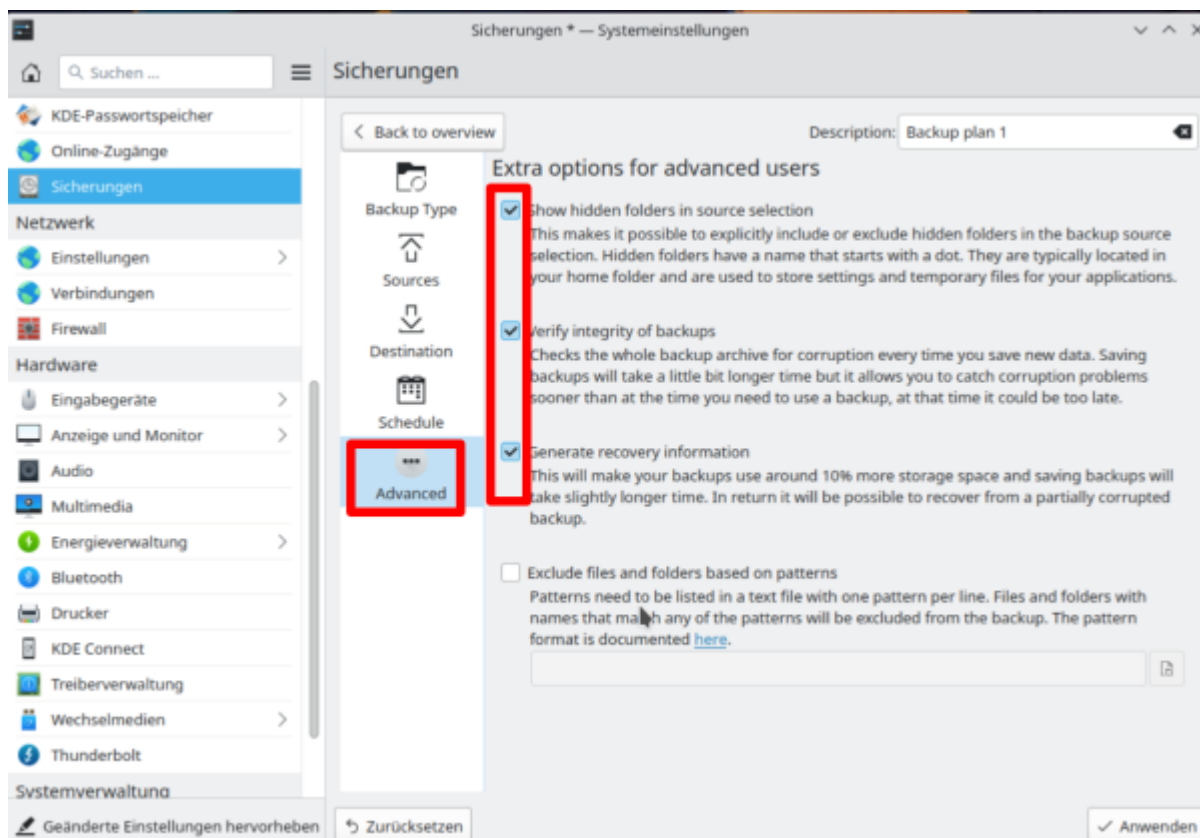 Sicherungen * — Systemeinstellungen
Suchen ...
Sicherungen
KDE-Passwortspeicher
Online-Zugänge
Sicherungen
Netzwerk
Einstellungen
Verbindungen
Firewall
Hardware
Eingabegeräte
Anzeige und Monitor
Audio
Multimedia
Energieverwaltung
Bluetooth
Drucker
KDE Connect
Treiberverwaltung
Wechselmedien
Thunderbolt
Systemverwaltung
Geänderte Einstellungen hervorheben
Back to overview
Description: Backup plan 1
Backup Type
Sources
Destination
Schedule
Advanced
Extra options for advanced users
Show hidden folders in source selection
This makes it possible to explicitly include or exclude hidden folders in the backup source
selection. Hidden folders have a name that starts with a dot. They are typically located in
your home folder and are used to store settings and temporary files for your applications.
Verify integrity of backups
Checks the whole backup archive for corruption every time you save new data. Saving
backups will take a little bit longer time but it allows you to catch corruption problems
sooner than at the time you need to use a backup, at that time it could be too late.
Generate recovery information
This will make your backups use around 10% more storage space and saving backups will
take slightly longer time. In return it will be possible to recover from a partially corrupted
backup.
Exclude files and folders based on patterns
Patterns need to be listed in a text file with one pattern per line. Files and folders with
names that match any of the patterns will be excluded from the backup. The pattern
format is documented here.
Zurücksetzen
Anwenden